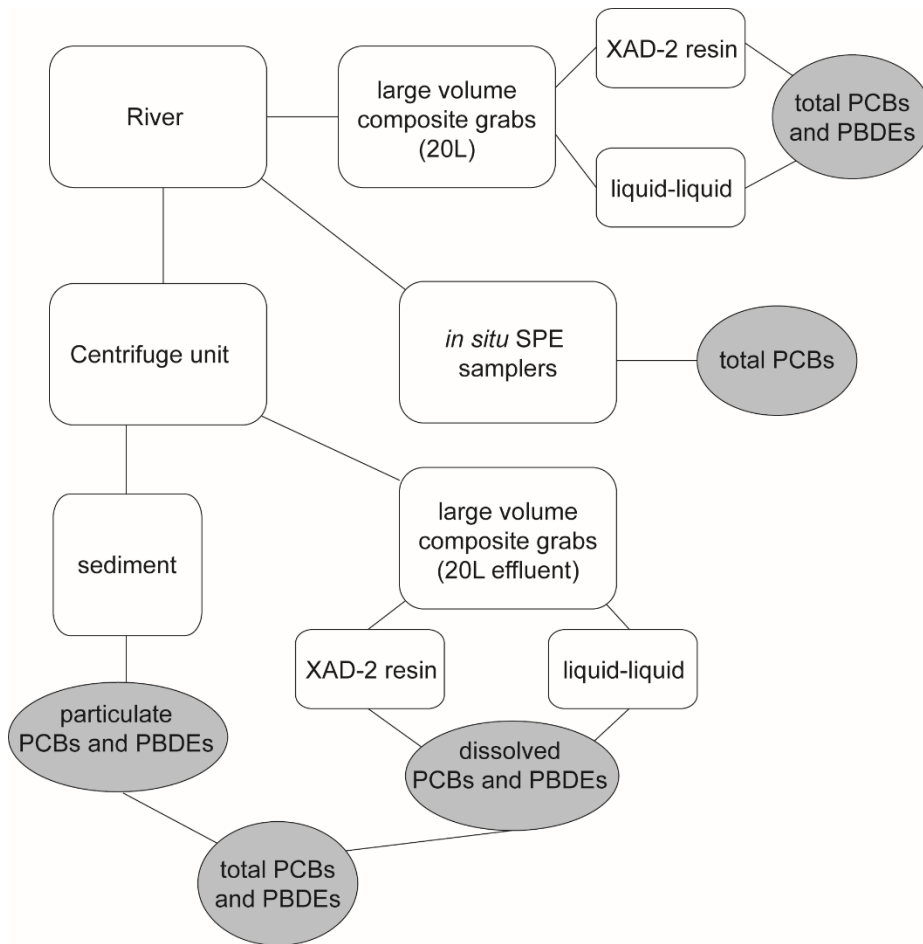 River
large volume
composite grabs
(20L)
XAD-2 resin
liquid-liquid
total PCBs
and PBDEs
Centrifuge unit
in situ SPE
samplers
total PCBs
sediment
large volume
composite grabs
(20L effluent)
XAD-2 resin
liquid-liquid
particulate
PCBs and PBDEs
dissolved
PCBs and PBDEs
total PCBs
and PBDEs